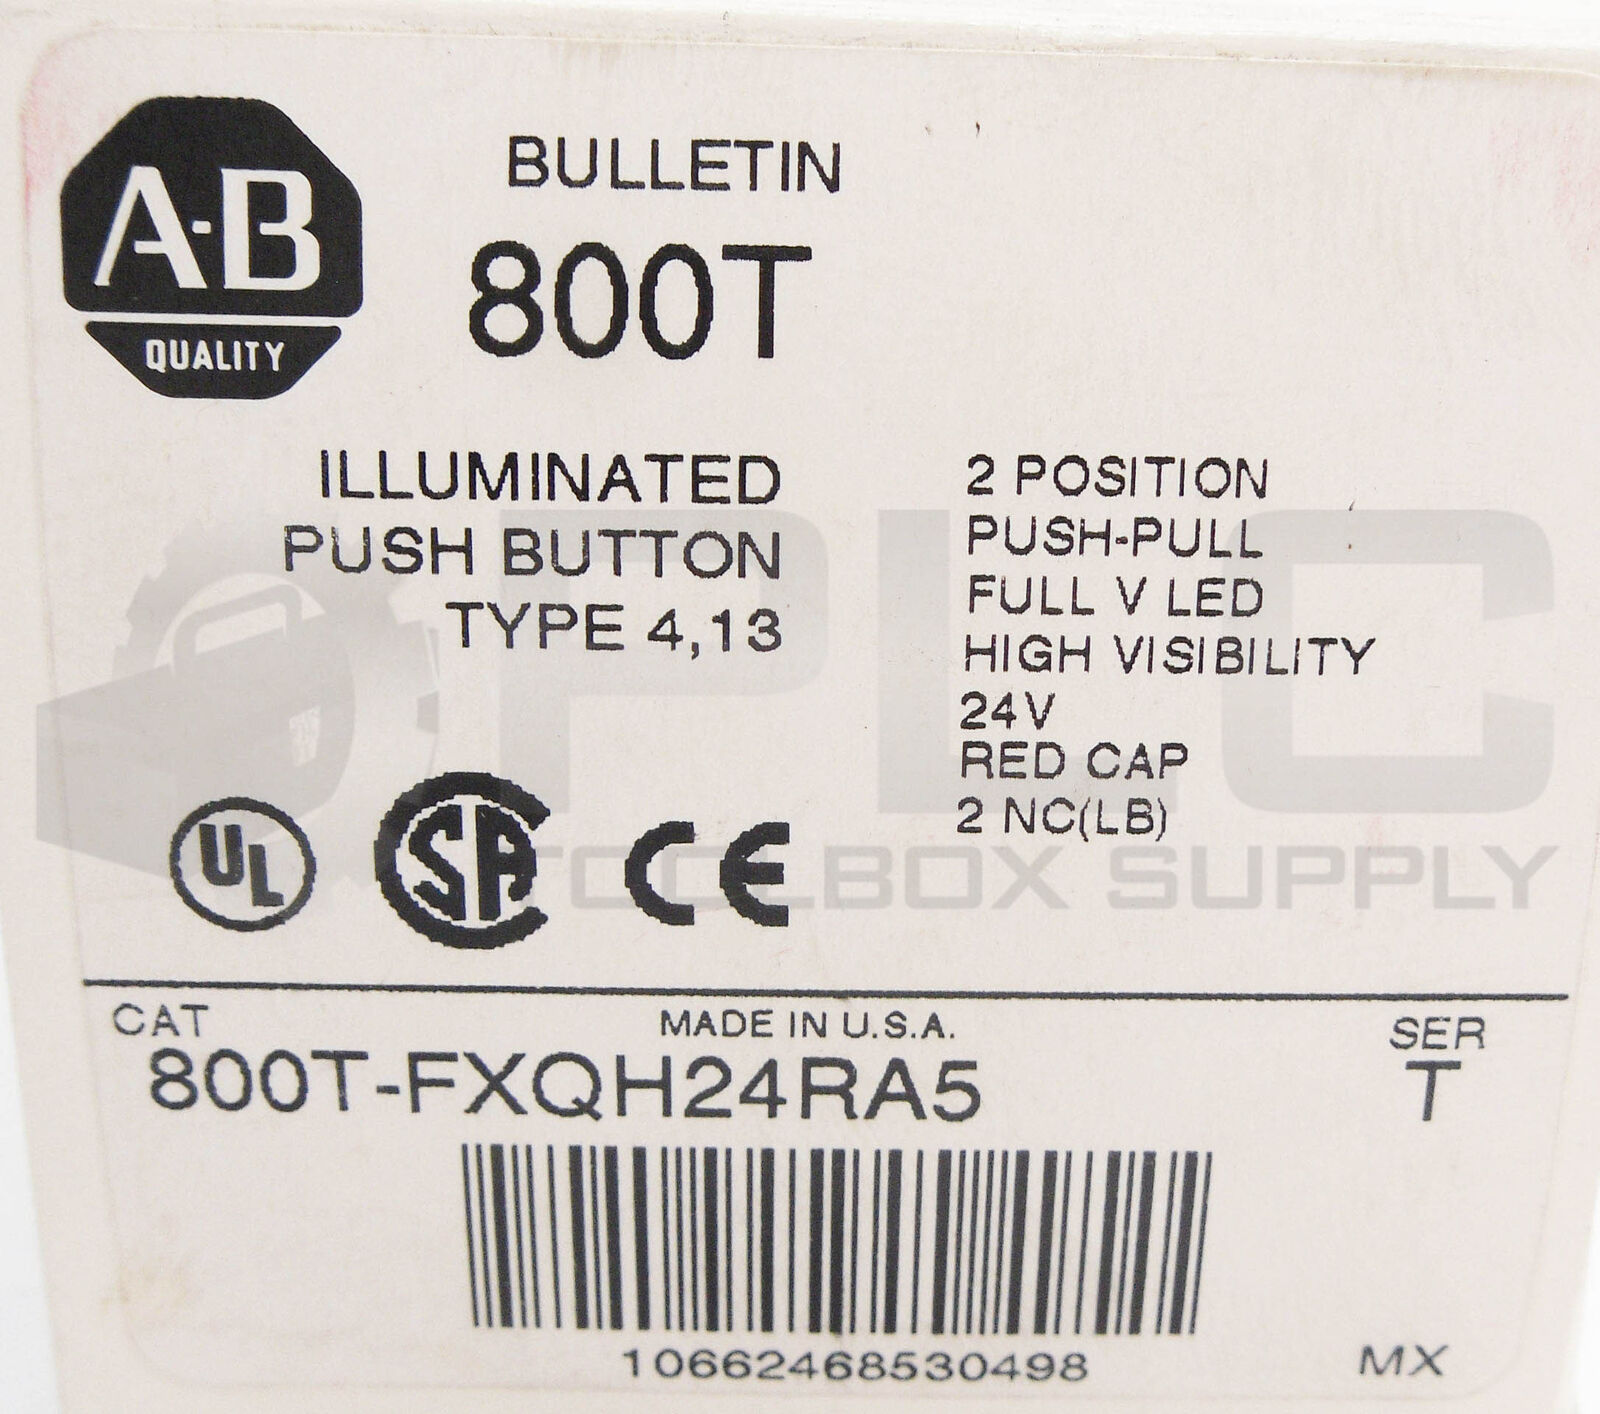 A-B
QUALITY
BULLETIN
800T
ILLUMINATED
PUSH BUTTON
TYPE 4,13
2 POSITION
PUSH-PULL
FULL V LED
HIGH VISIBILITY
24V
RED CAP
2 NC(LB)
UL
CSA
CE
PLC
TOOLBOX SUPPLY
CAT
MADE IN U.S.A.
SER
800T-FXQH24RA5
T
10662468530498
MX